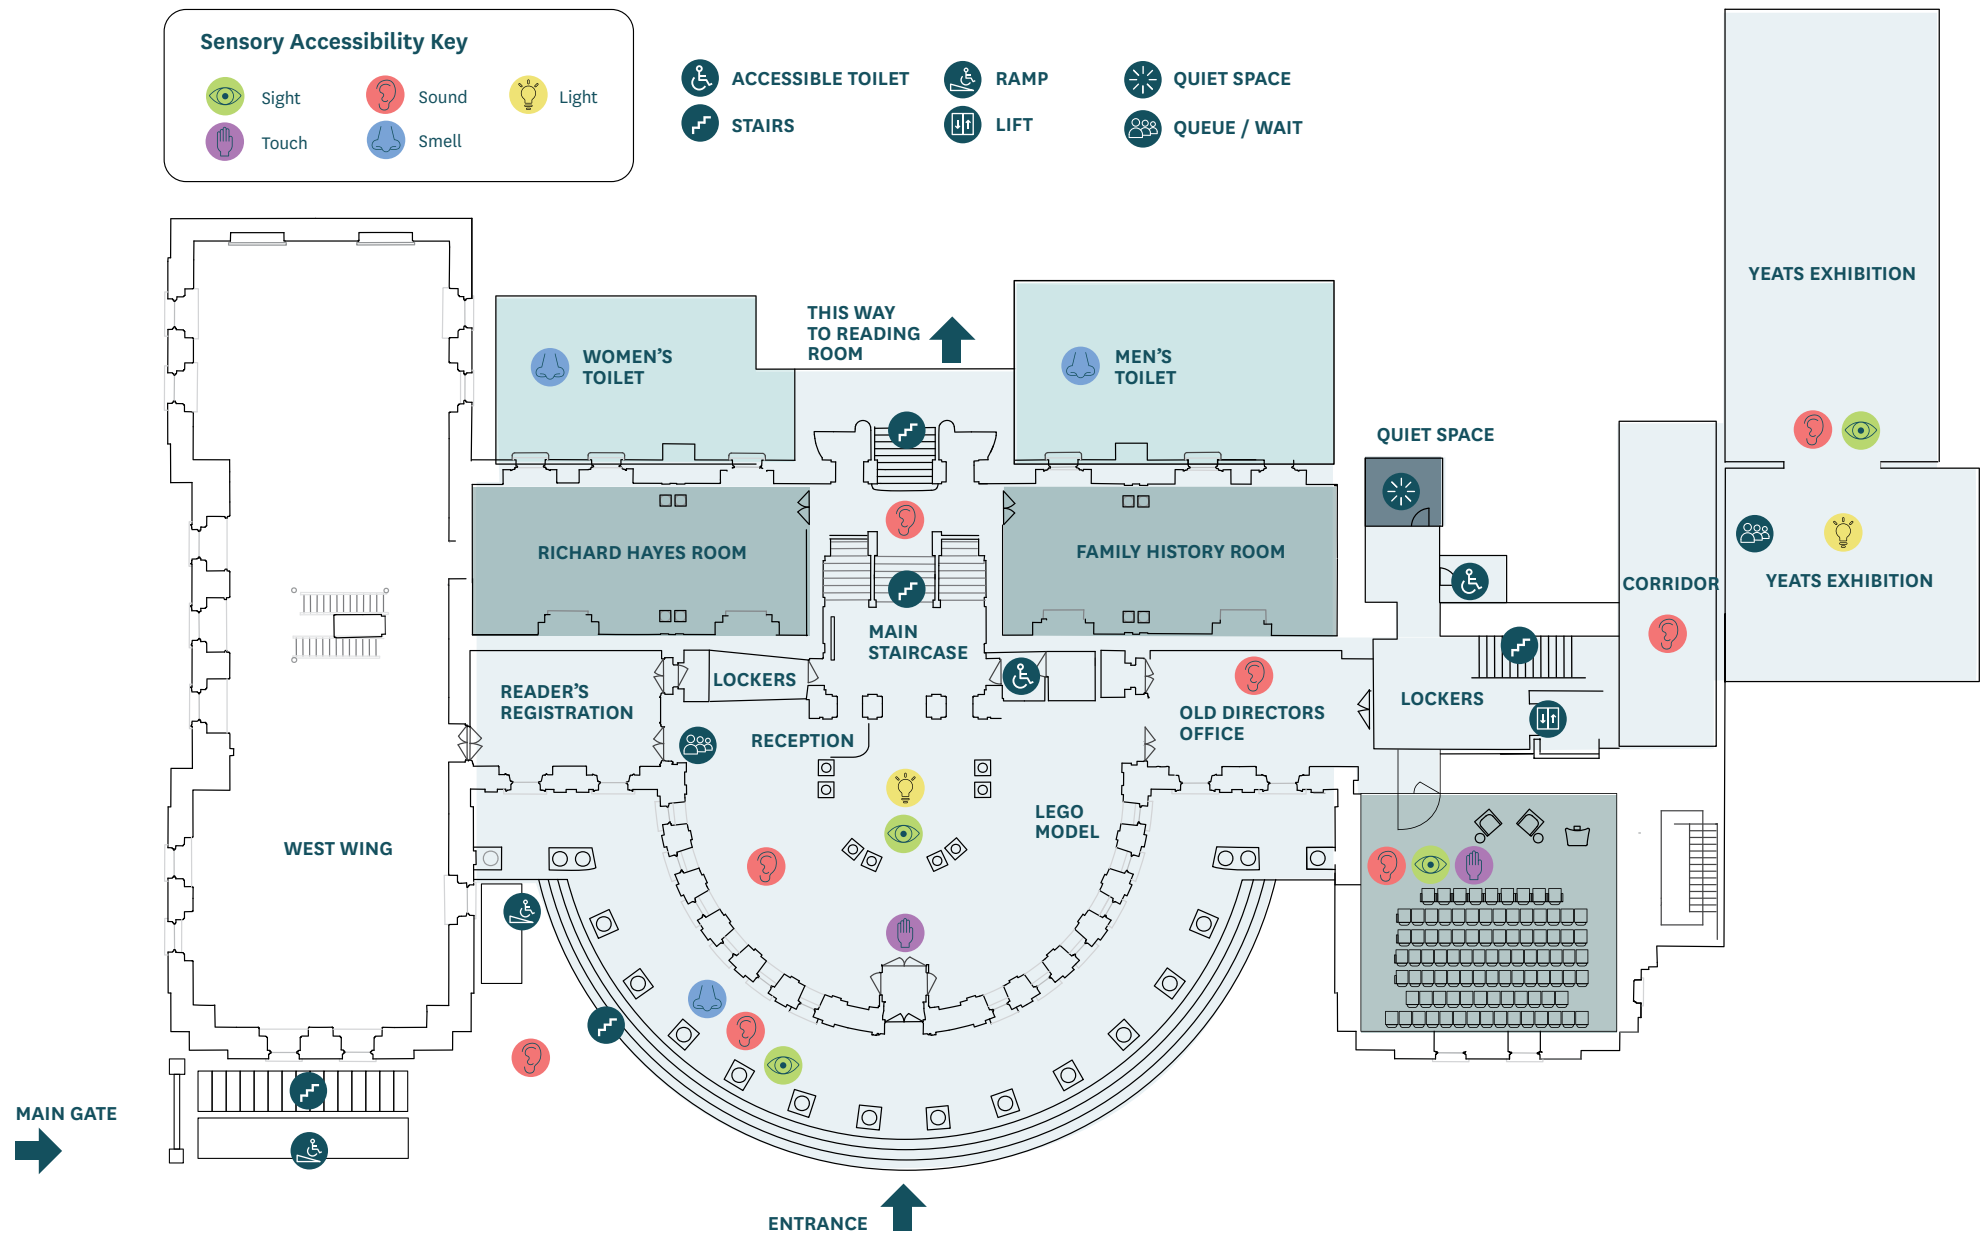 Sensory Accessibility Key
Sight
Sound
Light
Touch
Smell
ACCESSIBLE TOILET
RAMP
QUIET SPACE
STAIRS
LIFT
QUEUE / WAIT
YEATS EXHIBITION
THIS WAY
TO READING
ROOM
WOMEN’S
TOILET
MEN’S
TOILET
QUIET SPACE
RICHARD HAYES ROOM
FAMILY HISTORY ROOM
CORRIDOR
YEATS EXHIBITION
MAIN
STAIRCASE
LOCKERS
READER’S
REGISTRATION
LOCKERS
OLD DIRECTORS
OFFICE
RECEPTION
LEGO
MODEL
WEST WING
MAIN GATE
ENTRANCE